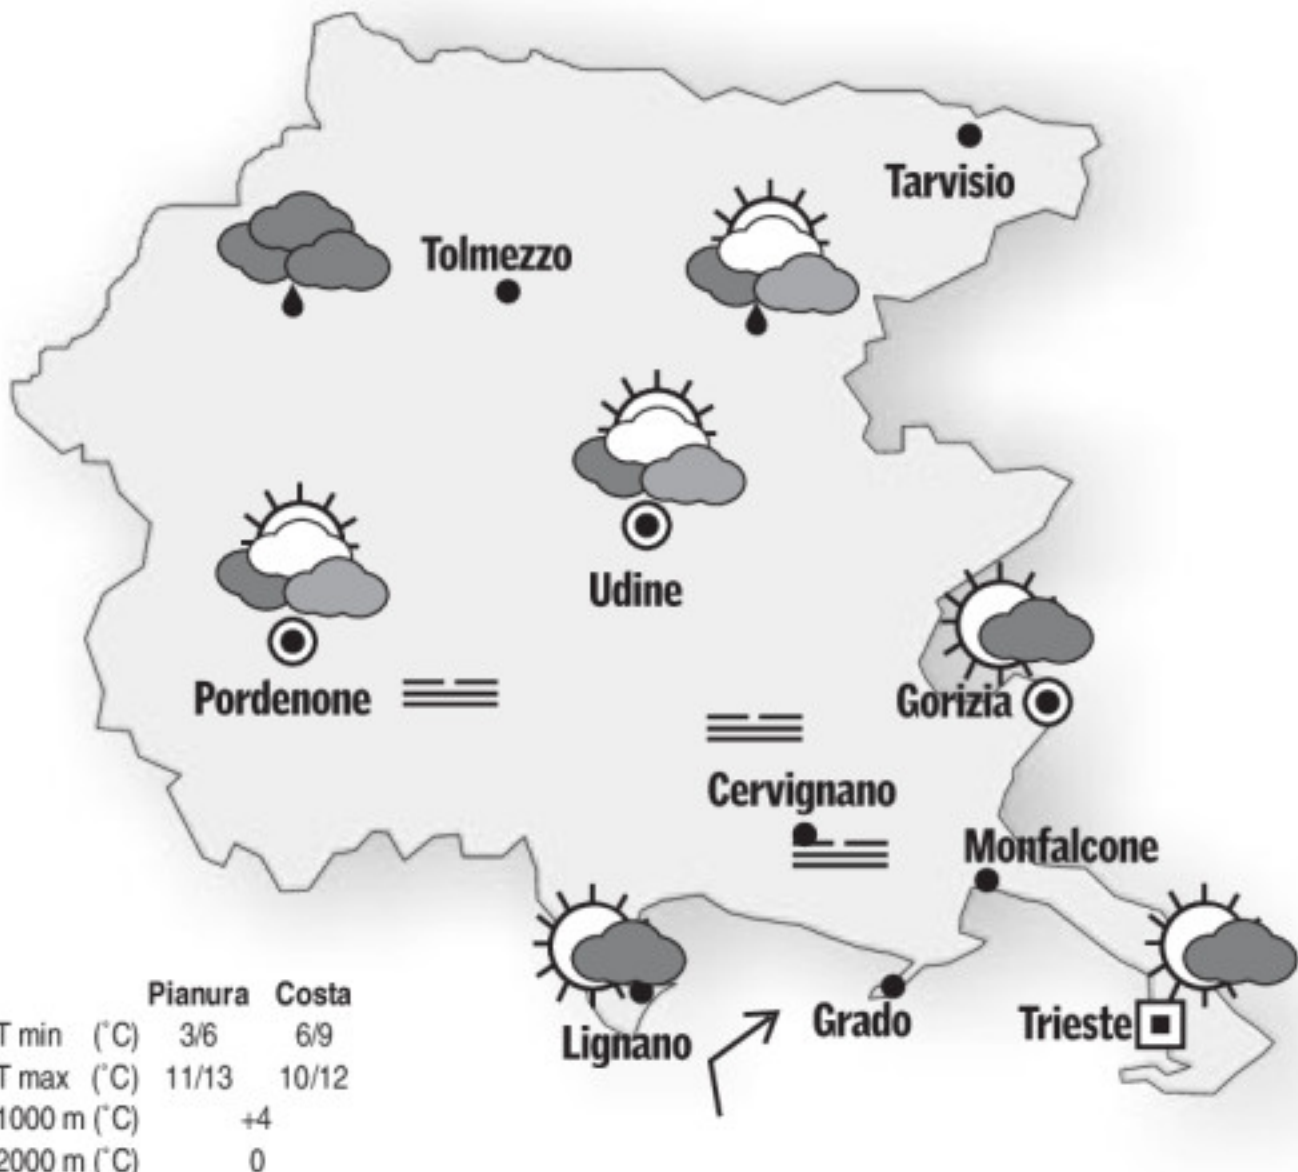 Tarvisio
Tolmezzo
Udine
Pordenone
Gorizia
Cervignano
Monfalcone
Lignano
Grado
Trieste
Pianura Costa
T min (°C) 3/6 6/9
T max (°C) 11/13 10/12
1000 m (°C) +4
2000 m (°C) 0